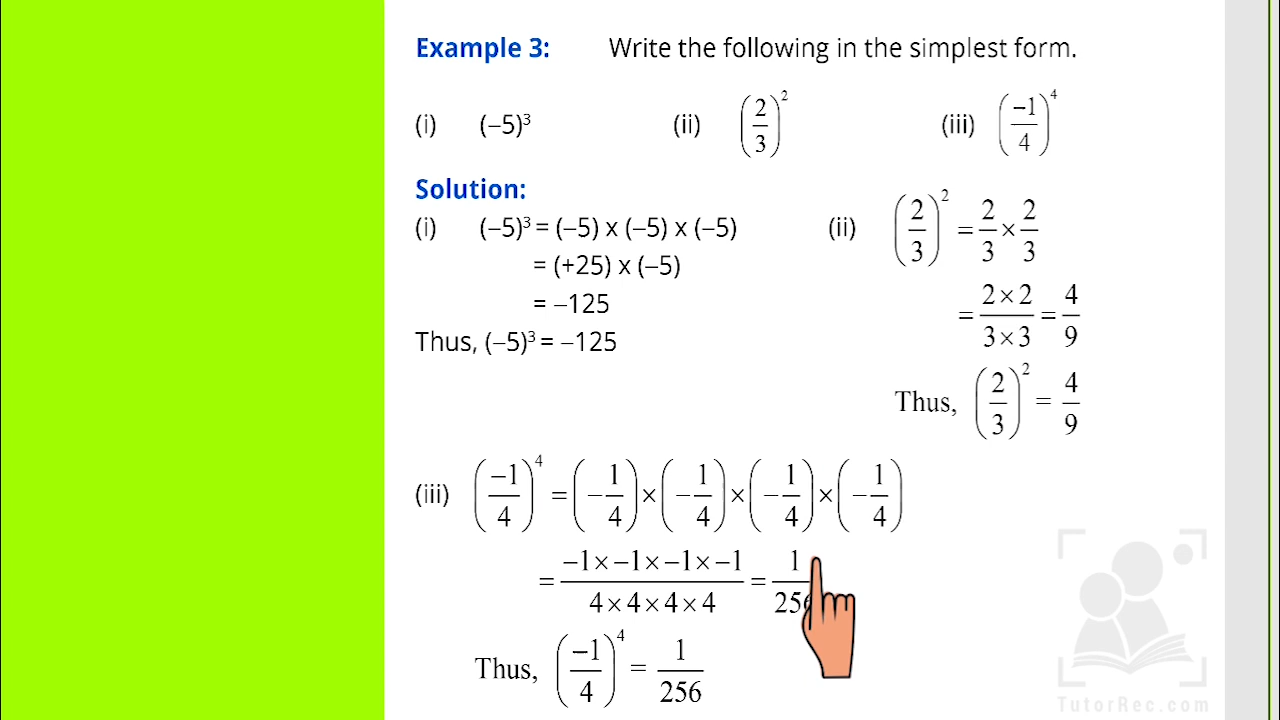 Example 3: Write the following in the simplest form.
(i) (–5)³ (ii) (2/3)² (iii) (–1/4)⁴
Solution:
(i) (–5)³ = (–5) x (–5) x (–5)
= (+25) x (–5)
= –125
Thus, (–5)³ = –125
(ii) (2/3)² = 2/3 × 2/3
= 2 × 2 / 3 × 3 = 4/9
Thus, (2/3)² = 4/9
(iii) (–1/4)⁴ = (–1/4) × (–1/4) × (–1/4) × (–1/4)
= –1 × –1 × –1 × –1 / 4 × 4 × 4 × 4 = 1/256
Thus, (–1/4)⁴ = 1/256
TutorRec.com